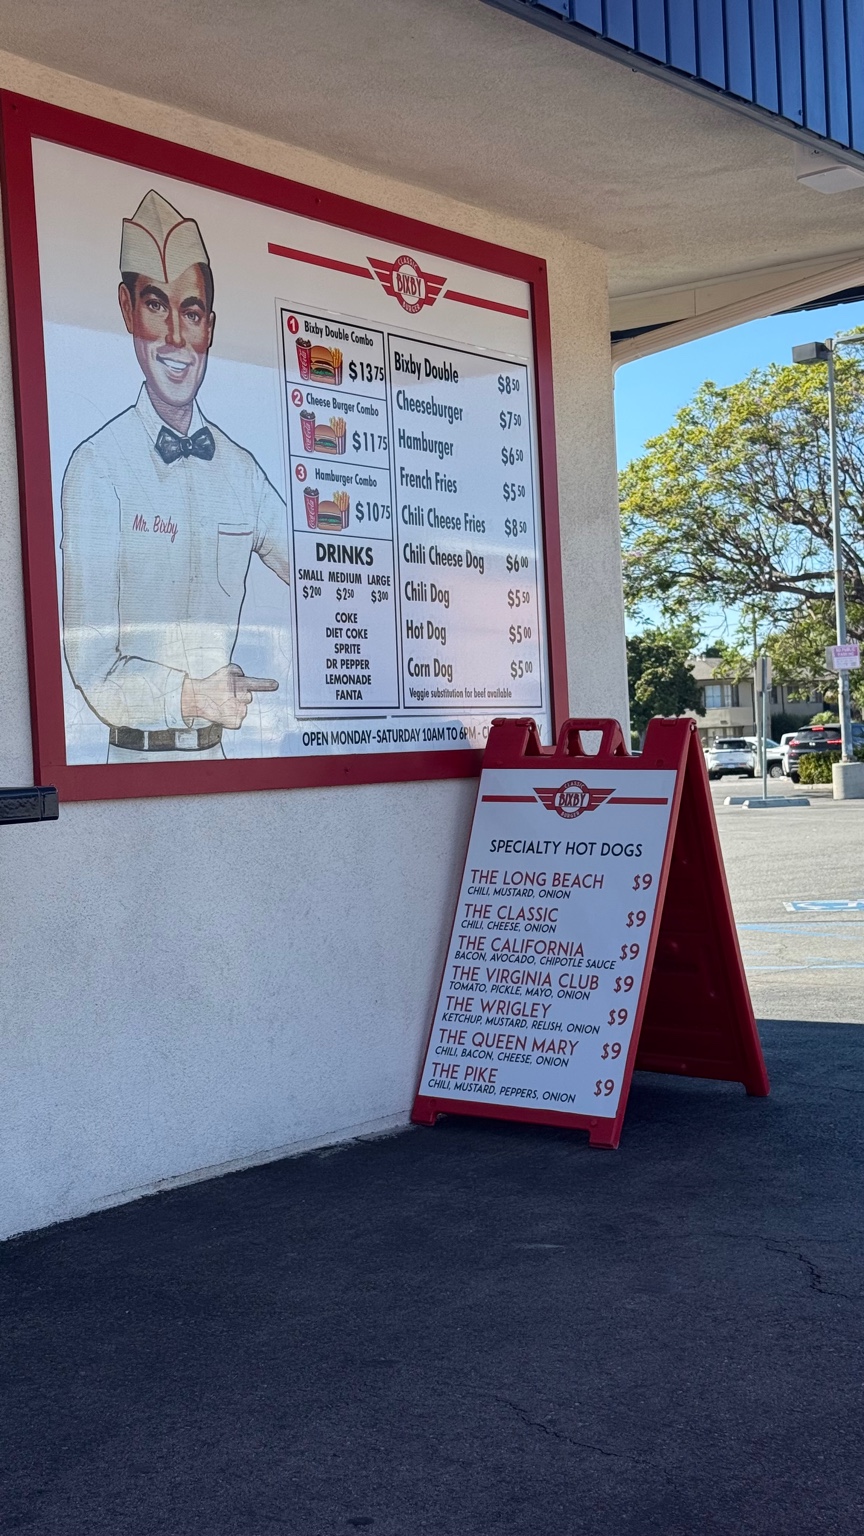 CLASSIC
BIXBY
BURGER
Mr. Bixby
1 Bixby Double Combo
$13.75
2 Cheese Burger Combo
$11.75
3 Hamburger Combo
$10.75
DRINKS
SMALL MEDIUM LARGE
$2.00 $2.50 $3.00
COKE
DIET COKE
SPRITE
DR PEPPER
LEMONADE
FANTA
Bixby Double $8.50
Cheeseburger $7.50
Hamburger $6.50
French Fries $5.50
Chili Cheese Fries $8.50
Chili Cheese Dog $6.00
Chili Dog $5.50
Hot Dog $5.00
Corn Dog $5.00
Veggie substitution for beef available
OPEN MONDAY-SATURDAY 10AM TO 6PM -
CLASSIC
BIXBY
BURGER
SPECIALTY HOT DOGS
THE LONG BEACH $9
CHILI, MUSTARD, ONION
THE CLASSIC $9
CHILI, CHEESE, ONION
THE CALIFORNIA $9
BACON, AVOCADO, CHIPOTLE SAUCE
THE VIRGINIA CLUB $9
TOMATO, PICKLE, MAYO, ONION
THE WRIGLEY $9
KETCHUP, MUSTARD, RELISH, ONION
THE QUEEN MARY $9
CHILI, BACON, CHEESE, ONION
THE PIKE $9
CHILI, MUSTARD, PEPPERS, ONION